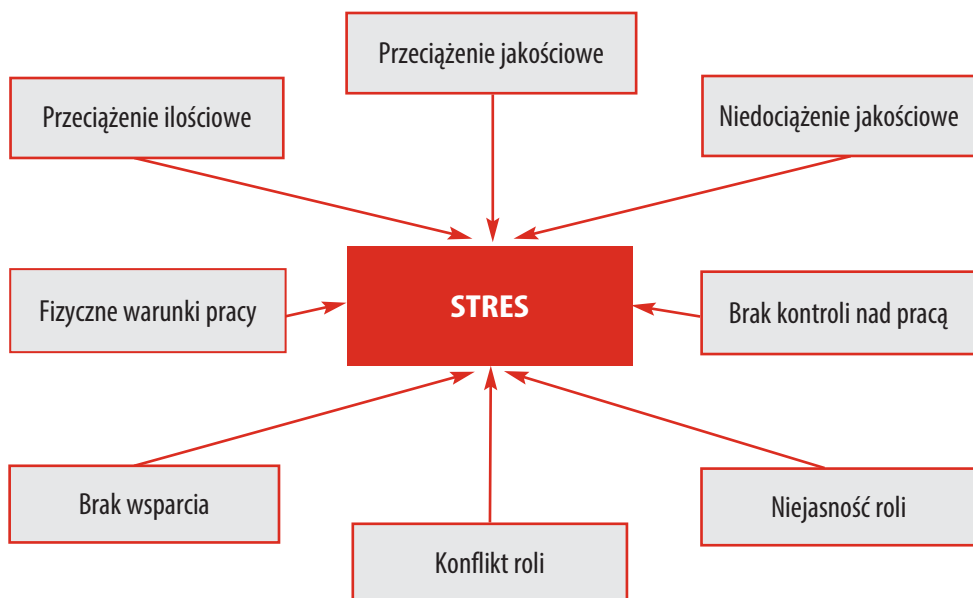 Przeciążenie jakościowe
Przeciążenie ilościowe
Niedociążenie jakościowe
Fizyczne warunki pracy
STRES
Brak kontroli nad pracą
Brak wsparcia
Niejasność roli
Konflikt roli